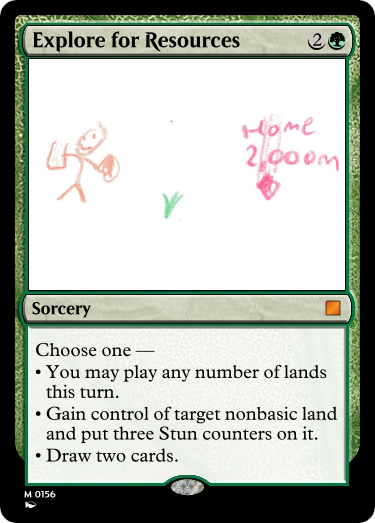 Explore for Resources 2
Home
2.000m
Sorcery
Choose one —
• You may play any number of lands
this turn.
• Gain control of target nonbasic land
and put three Stun counters on it.
• Draw two cards.
M 0156